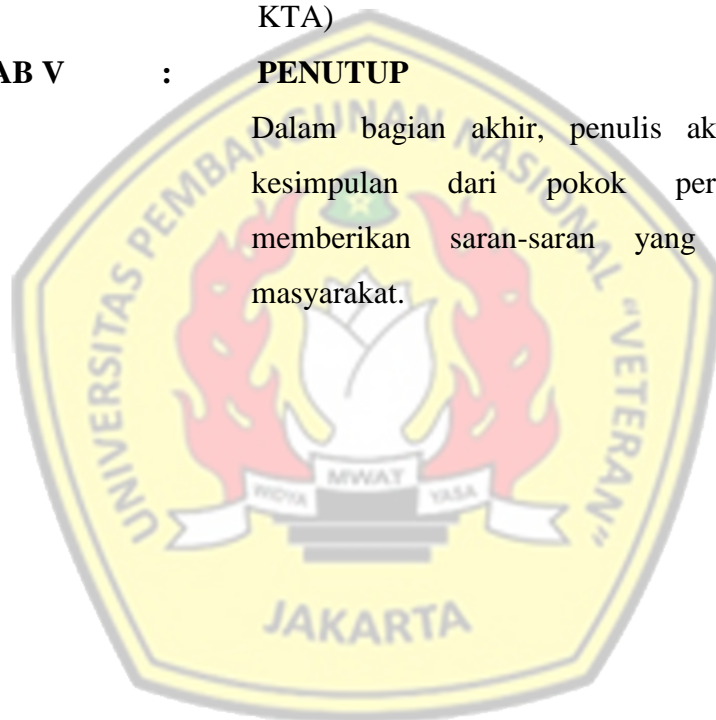 KTA)
AB V : PENUTUP
Dalam bagian akhir, penulis ak
kesimpulan dari pokok per
memberikan saran-saran yang
masyarakat.
UNIVERSITAS PEMBANGUNAN NASIONAL "VETERAN"
WIDYA MWAT YASA
JAKARTA